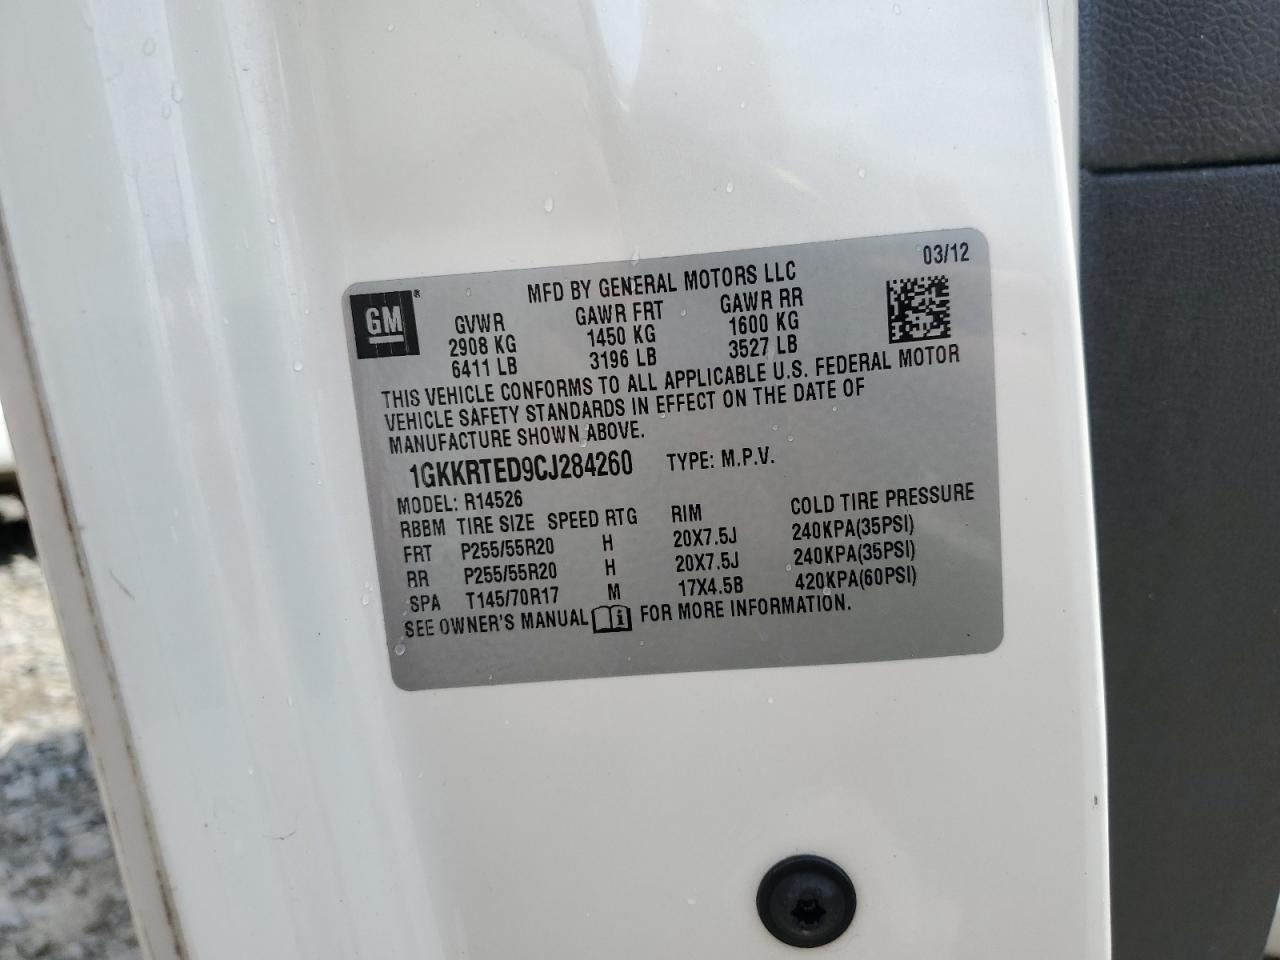 03/12
MFD BY GENERAL MOTORS LLC
GM®
GVWR GAWR FRT GAWR RR
2908 KG 1450 KG 1600 KG
6411 LB 3196 LB 3527 LB
THIS VEHICLE CONFORMS TO ALL APPLICABLE U.S. FEDERAL MOTOR
VEHICLE SAFETY STANDARDS IN EFFECT ON THE DATE OF
MANUFACTURE SHOWN ABOVE.
1GKKRTED9CJ284260 TYPE: M.P.V.
MODEL: R14526
RBBM TIRE SIZE SPEED RTG RIM COLD TIRE PRESSURE
FRT P255/55R20 H 20X7.5J 240KPA(35PSI)
RR P255/55R20 H 20X7.5J 240KPA(35PSI)
SPA T145/70R17 M 17X4.5B 420KPA(60PSI)
SEE OWNER'S MANUAL i FOR MORE INFORMATION.